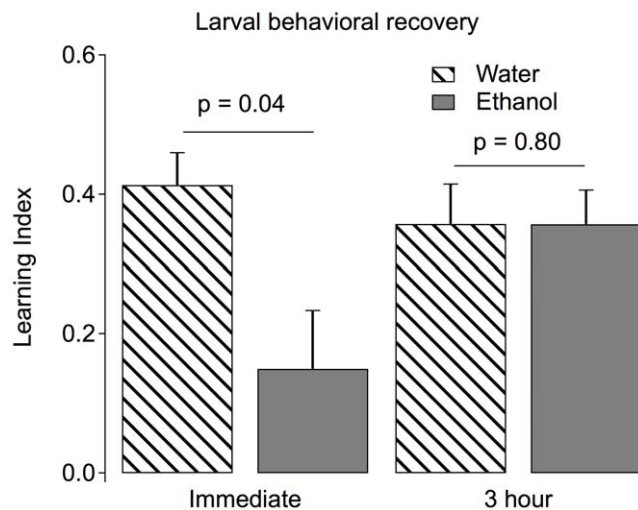 Larval behavioral recovery
0.6
0.4
0.2
0.0
Learning Index
Water
Ethanol
p = 0.04
p = 0.80
Immediate
3 hour